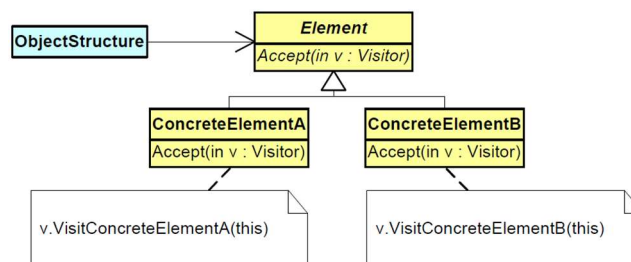 Element
ObjectStructure
Accept(in v : Visitor)
ConcreteElementA
ConcreteElementB
Accept(in v : Visitor)
Accept(in v : Visitor)
v.VisitConcreteElementA(this)
v.VisitConcreteElementB(this)